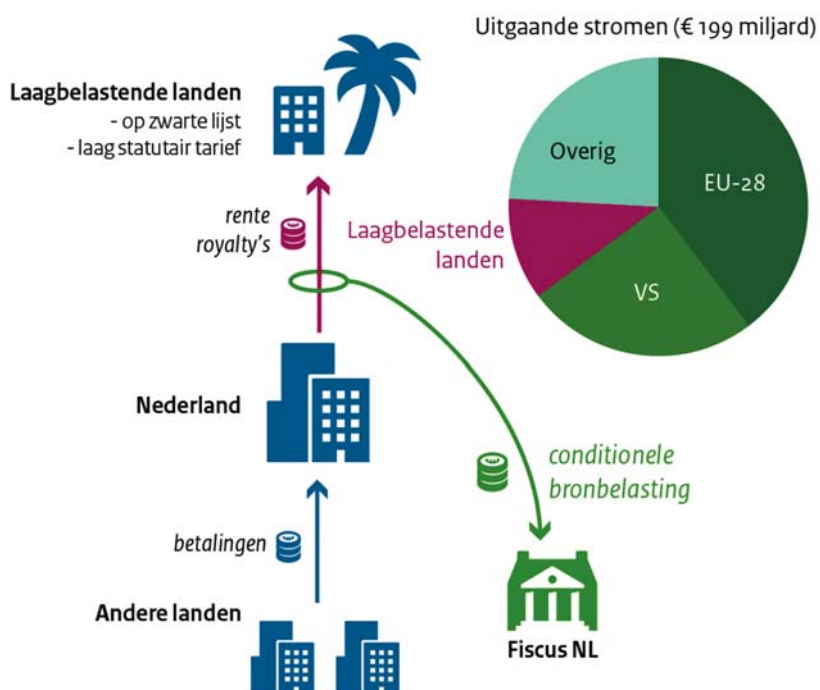 Uitgaande stromen (€ 199 miljard)
Laagbelastende landen
- op zwarte lijst
- laag statutair tarief
Overig
EU-28
Laagbelastende
landen
VS
rente
royalty's
Nederland
conditionele
bronbelasting
betalingen
Andere landen
Fiscus NL